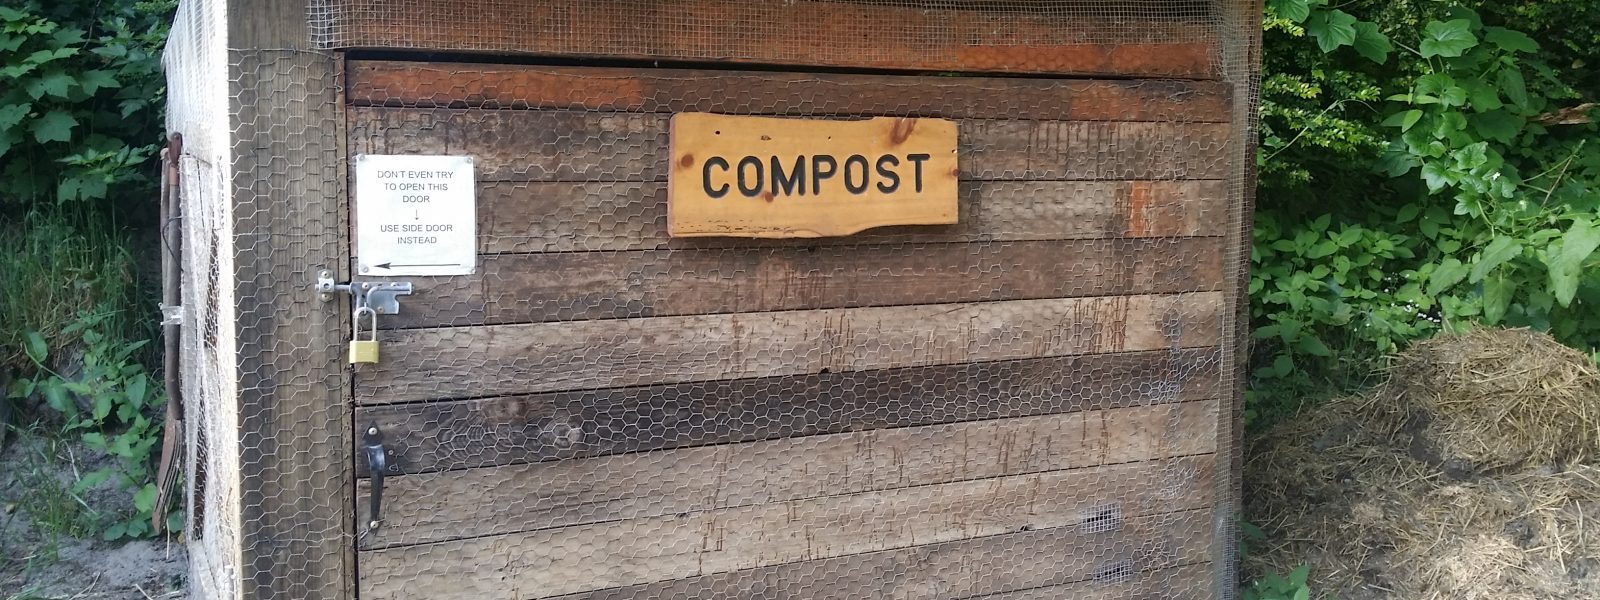 DON'T EVEN TRY
TO OPEN THIS
DOOR
↓
USE SIDE DOOR
INSTEAD
←
COMPOST